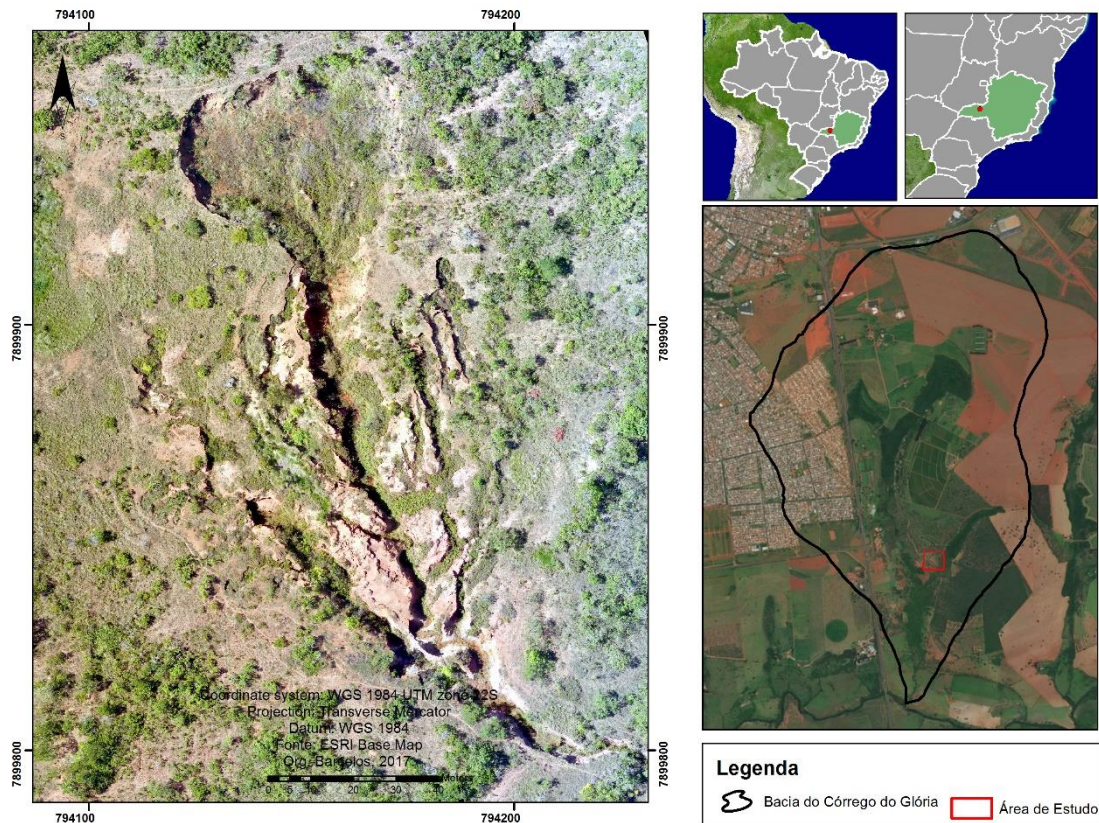 794100
794200
7899900
7899900
7899800
7899800
Coordinate system: WGS 1984 UTM zone 22S
Projection: Transverse Mercator
Datum: WGS 1984
Fonte: ESRI Base Map
Org. Barcelos, 2017
Meters
0 5 10 20 30 40
794100
794200
Legenda
Bacia do Córrego do Glória
Área de Estudo